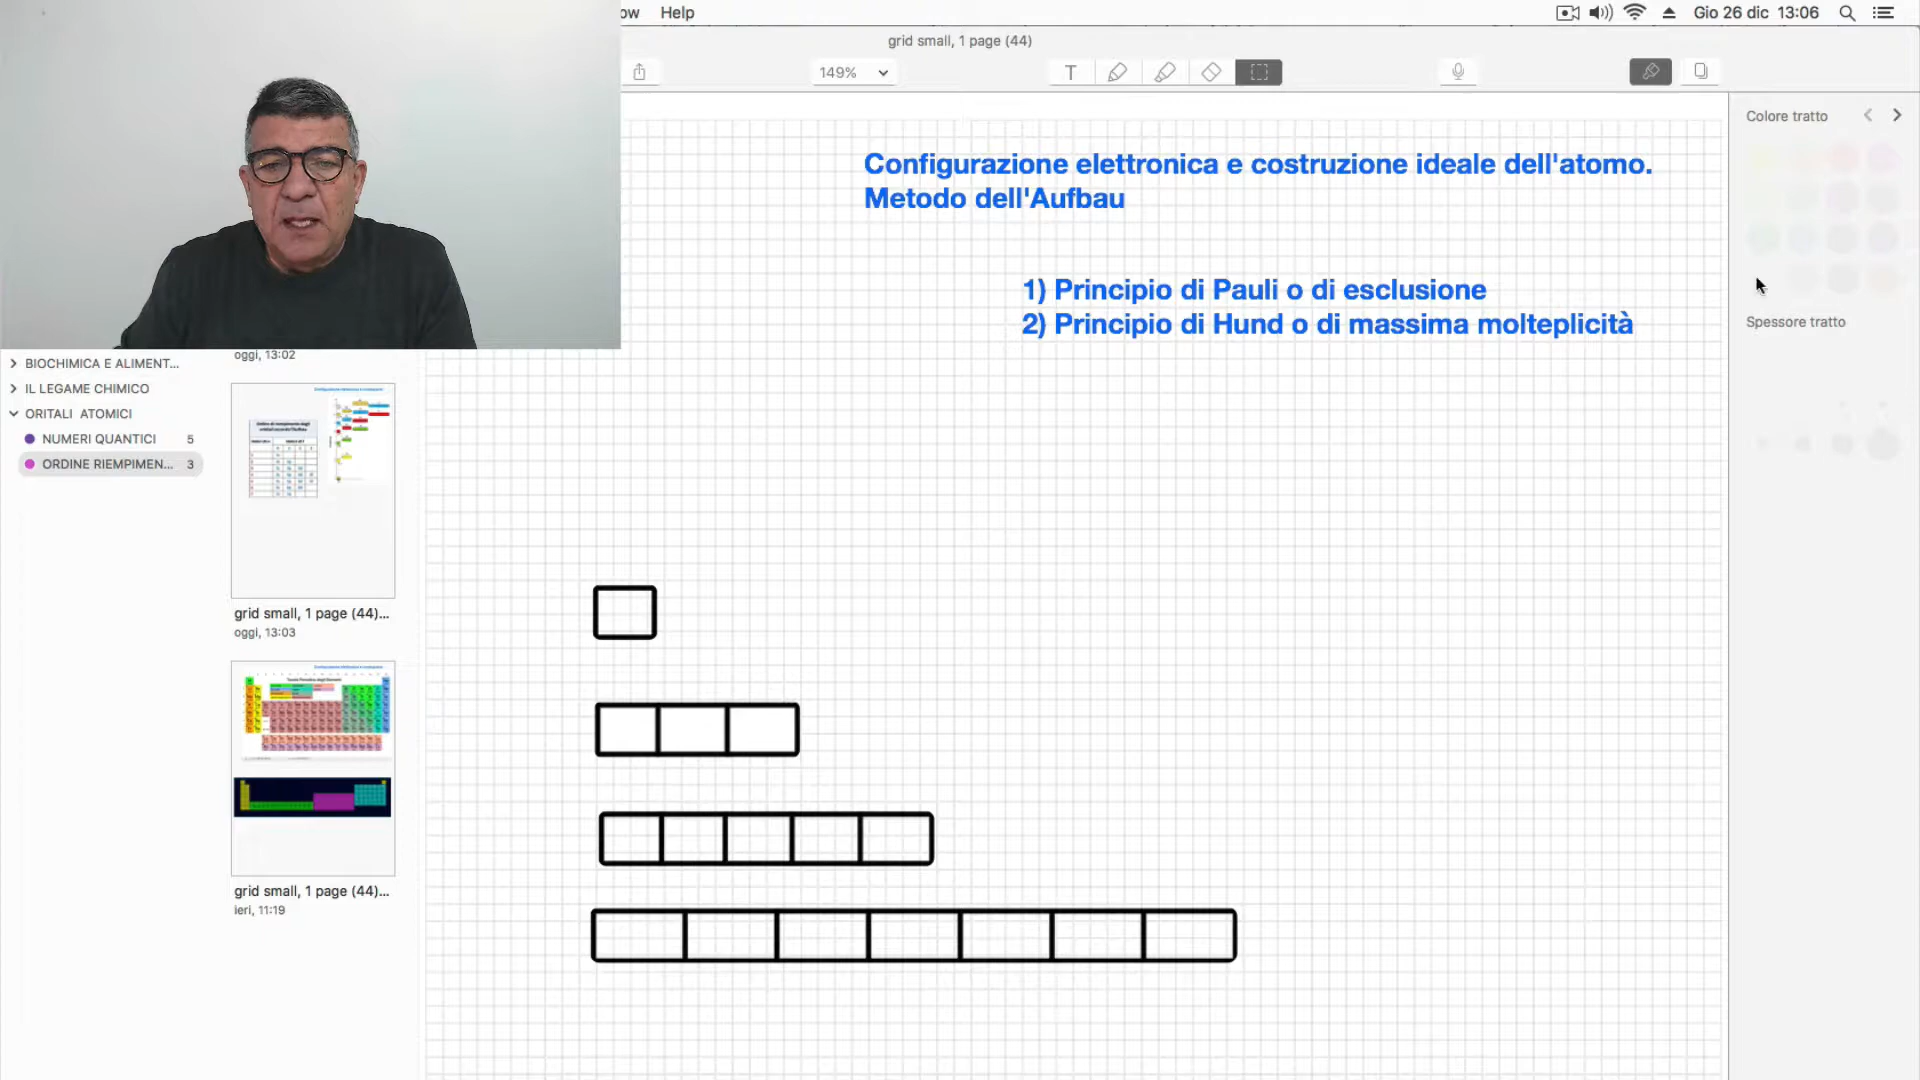 ow Help
Gio 26 dic 13:06
grid small, 1 page (44)
149%
T
Colore tratto
Configurazione elettronica e costruzione ideale dell'atomo.
Metodo dell'Aufbau
1) Principio di Pauli o di esclusione
2) Principio di Hund o di massima molteplicità
Spessore tratto
oggi, 13:02
BIOCHIMICA E ALIMENT...
IL LEGAME CHIMICO
ORITALI ATOMICI
NUMERI QUANTICI 5
ORDINE RIEMPIMEN... 3
grid small, 1 page (44)...
oggi, 13:03
grid small, 1 page (44)...
ieri, 11:19